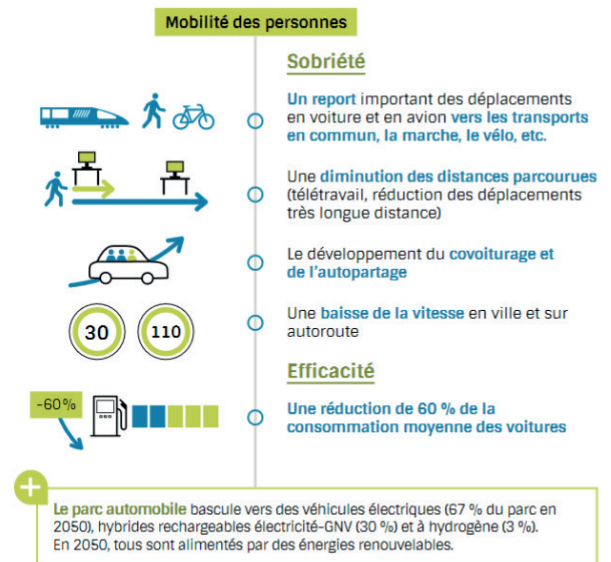 Mobilité des personnes
Sobriété
Un report important des déplacements
en voiture et en avion vers les transports
en commun, la marche, le vélo, etc.
Une diminution des distances parcourues
(télétravail, réduction des déplacements
très longue distance)
Le développement du covoiturage et
de l'autopartage
30
110
Une baisse de la vitesse en ville et sur
autoroute
Efficacité
-60%
Une réduction de 60 % de la
consommation moyenne des voitures
+
Le parc automobile bascule vers des véhicules électriques (67 % du parc en
2050), hybrides rechargeables électricité-GNV (30 %) et à hydrogène (3 %).
En 2050, tous sont alimentés par des énergies renouvelables.